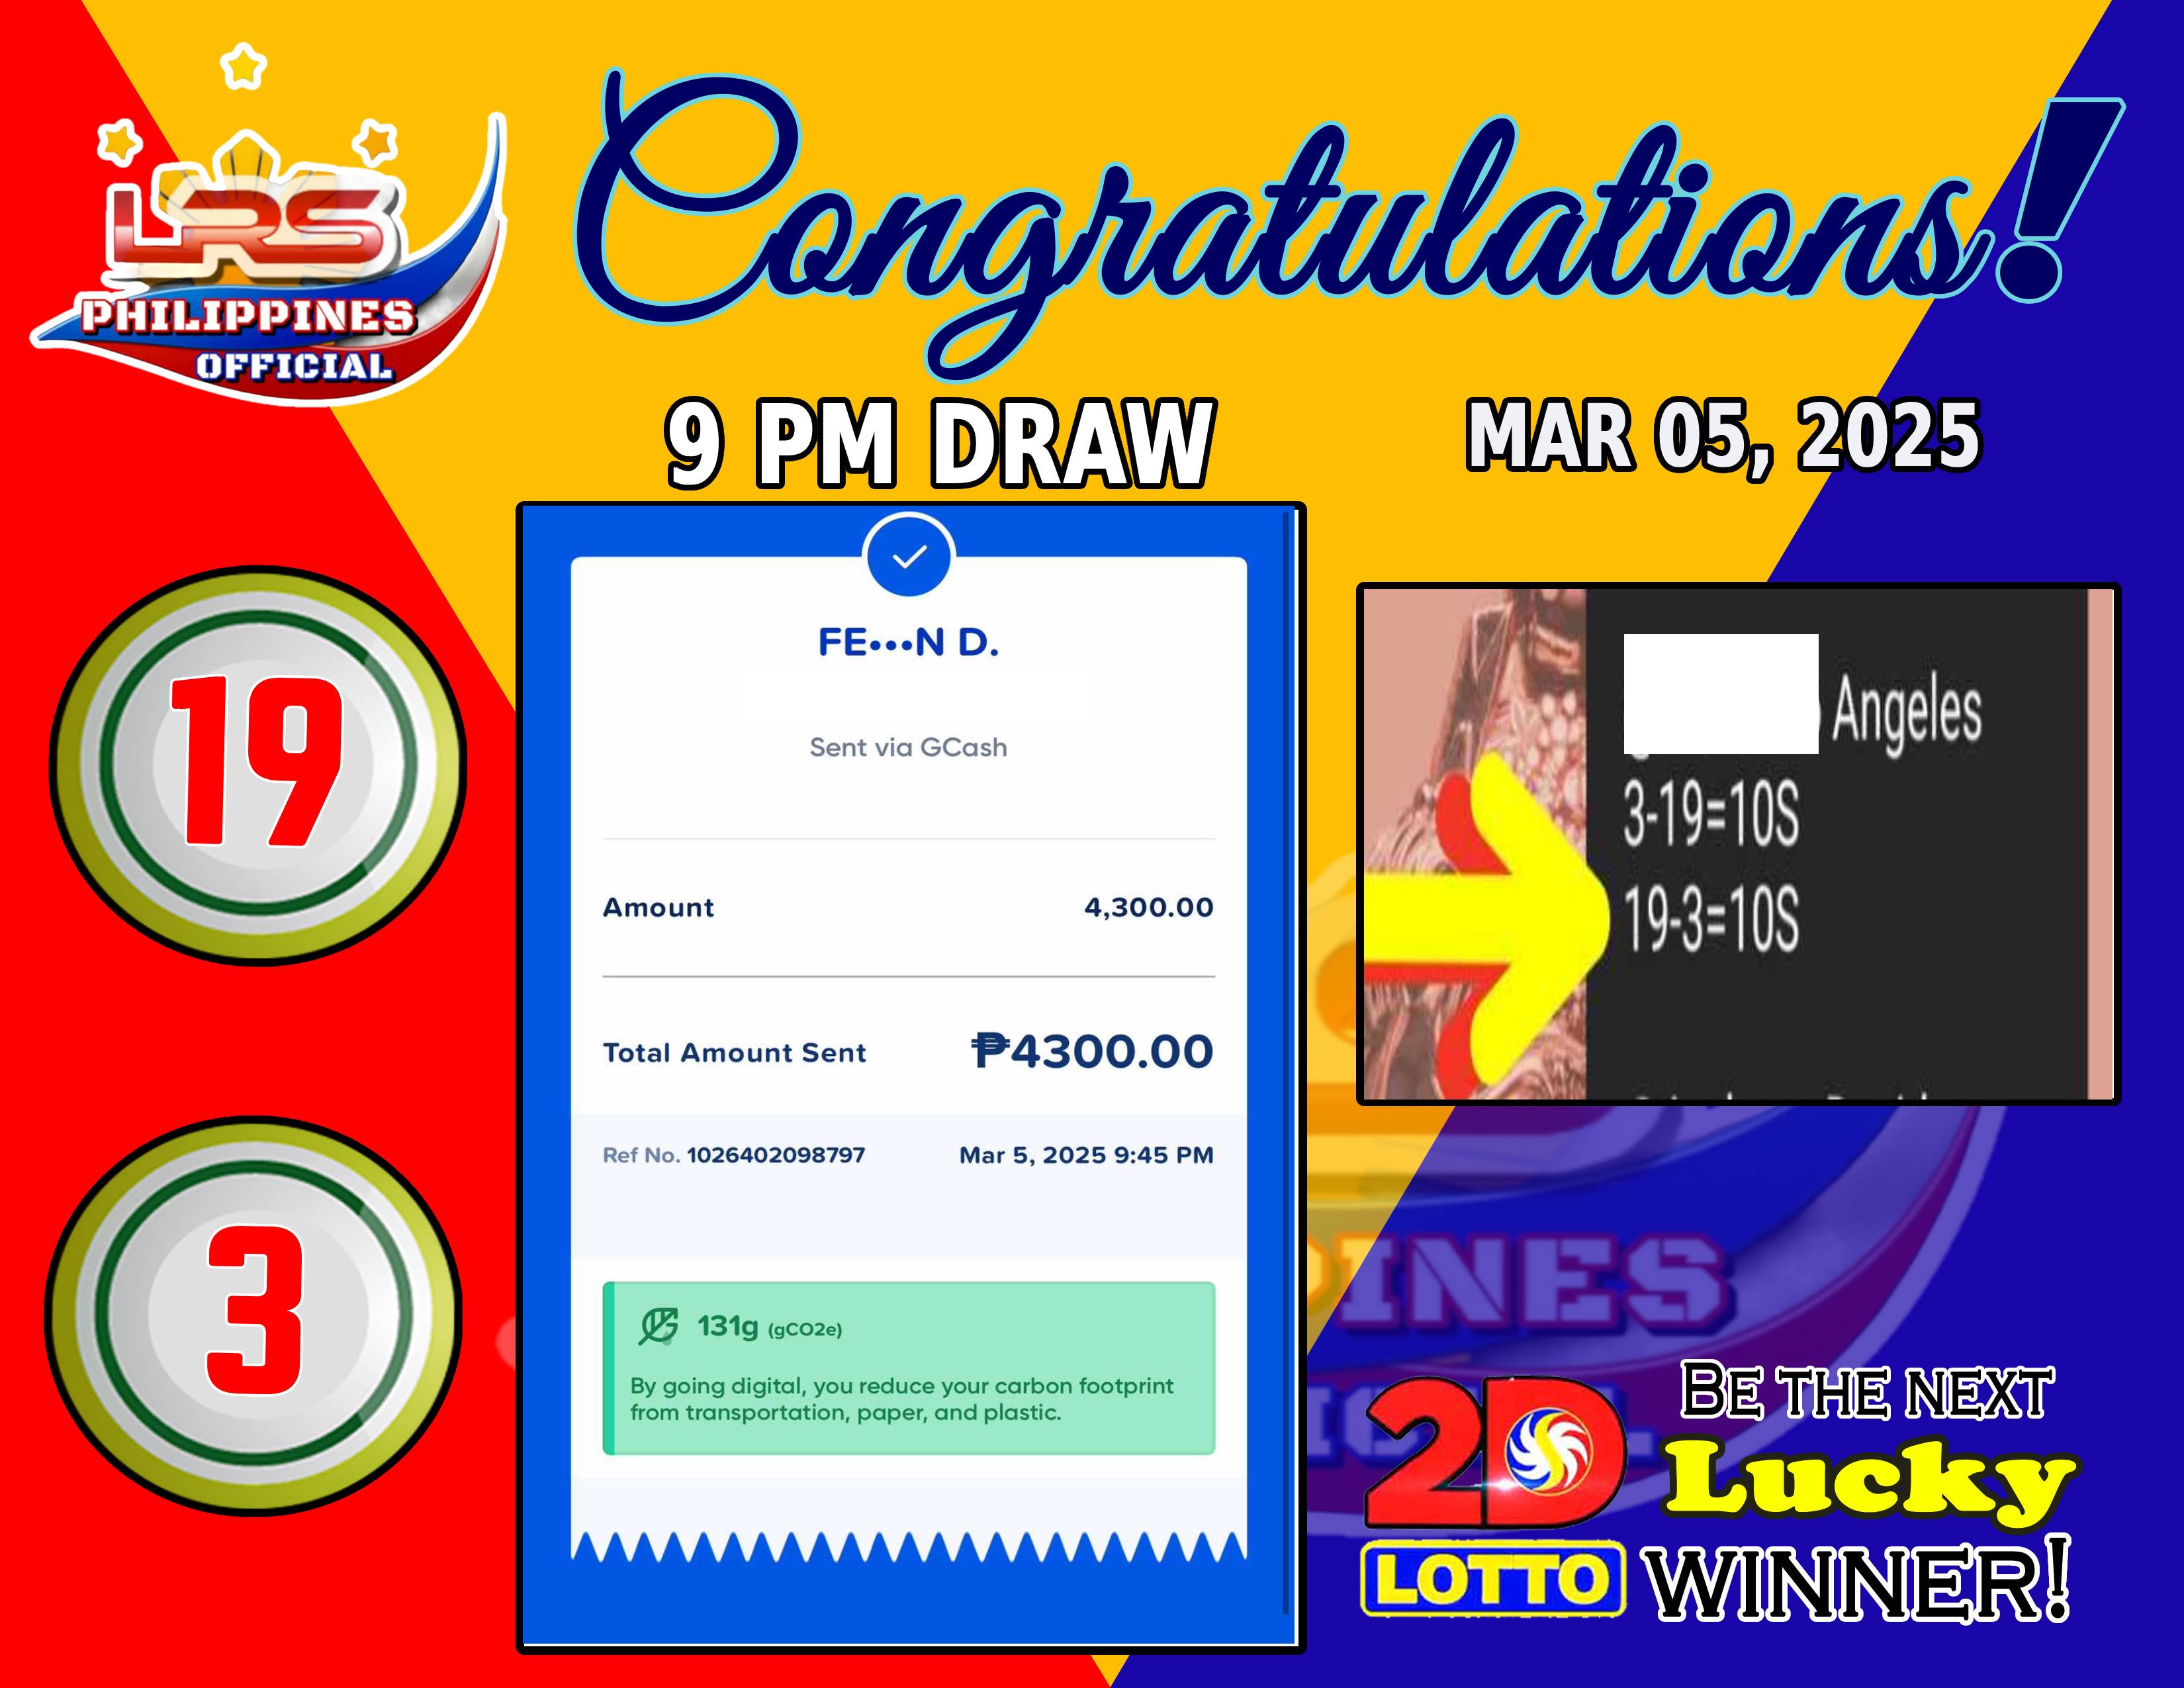 LRS
PHILIPPINES
OFFICIAL
Congratulations!
9 PM DRAW
MAR 05, 2025
19
3
FE•••N D.
Sent via GCash
Amount 4,300.00
Total Amount Sent ₱4300.00
Ref No. 1026402098797 Mar 5, 2025 9:45 PM
131g (gCO2e)
By going digital, you reduce your carbon footprint
from transportation, paper, and plastic.
Angeles
3-19=10S
19-3=10S
PINES
2D
LOTTO
BE THE NEXT
Lucky
WINNER!